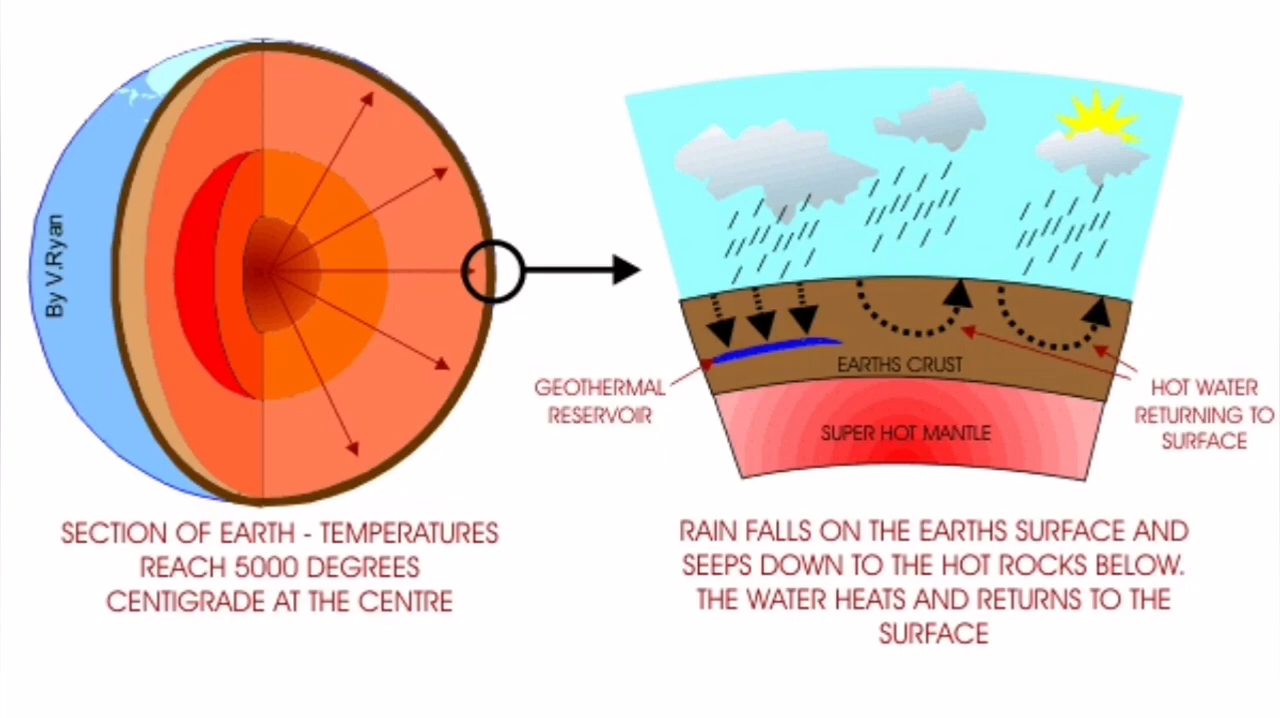 By V.Ryan
SECTION OF EARTH - TEMPERATURES
REACH 5000 DEGREES
CENTIGRADE AT THE CENTRE
GEOTHERMAL
RESERVOIR
EARTHS CRUST
SUPER HOT MANTLE
HOT WATER
RETURNING TO
SURFACE
RAIN FALLS ON THE EARTHS SURFACE AND
SEEPS DOWN TO THE HOT ROCKS BELOW.
THE WATER HEATS AND RETURNS TO THE
SURFACE